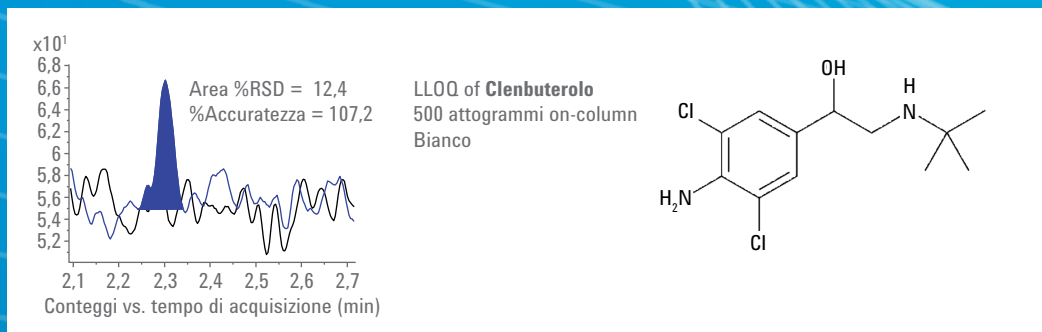 x10¹
6,8
6,6
6,4
6,2
6
5,8
5,6
5,4
5,2
2,1 2,2 2,3 2,4 2,5 2,6 2,7
Conteggi vs. tempo di acquisizione (min)
Area %RSD = 12,4
%Accuratezza = 107,2
LLOQ of Clenbuterolo
500 attogrammi on-column
Bianco
OH
H
N
Cl
H₂N
Cl